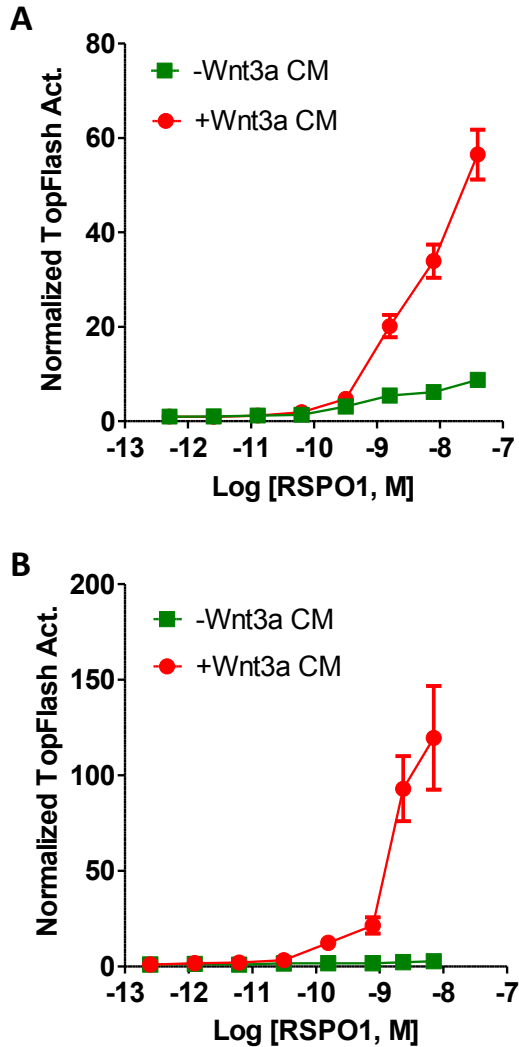 A
Normalized TopFlash Act.
80
60
40
20
0
-Wnt3a CM
+Wnt3a CM
-13 -12 -11 -10 -9 -8 -7
Log [RSPO1, M]
B
Normalized TopFlash Act.
200
150
100
50
0
-Wnt3a CM
+Wnt3a CM
-13 -12 -11 -10 -9 -8 -7
Log [RSPO1, M]